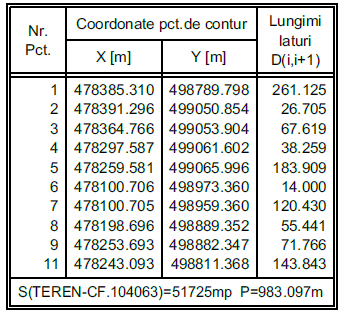 Nr. Pct. Coordonate pct.de contur Lungimi laturi D(i,i+1)
X [m] Y [m]
1 478385.310 498789.798 261.125
2 478391.296 499050.854 26.705
3 478364.766 499053.904 67.619
4 478297.587 499061.602 38.259
5 478259.581 499065.996 183.909
6 478100.706 498973.360 14.000
7 478100.705 498959.360 120.430
8 478198.696 498889.352 55.441
9 478253.693 498882.347 71.766
11 478243.093 498811.368 143.843
S(TEREN-CF.104063)=51725mp P=983.097m